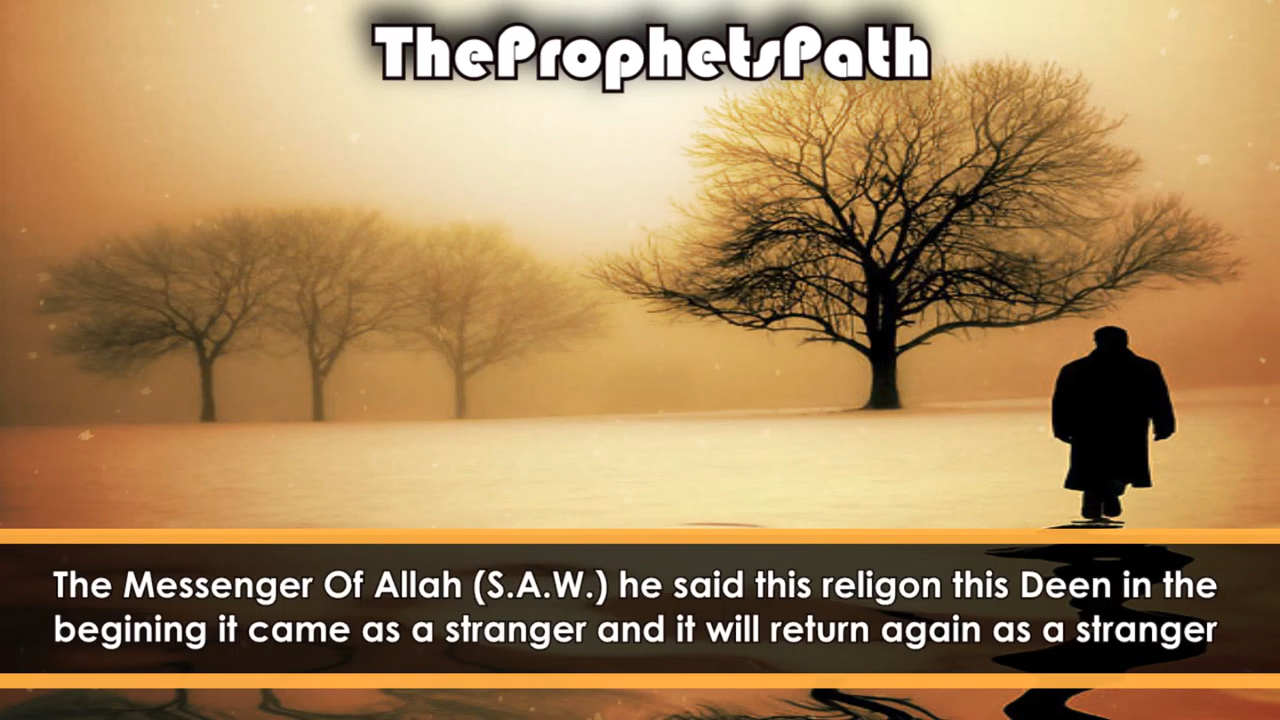 TheProphetsPath
The Messenger Of Allah (S.A.W.) he said this religon this Deen in the
begining it came as a stranger and it will return again as a stranger